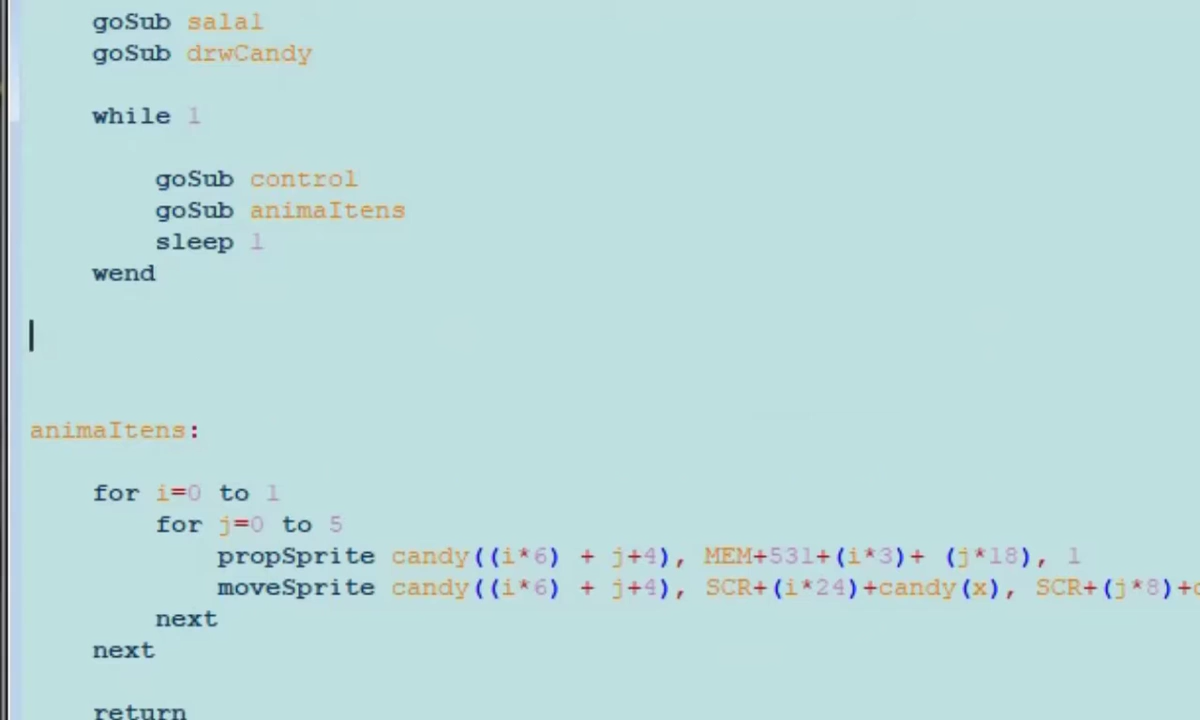 goSub sala1
goSub drwCandy
while 1
goSub control
goSub animaItens
sleep 1
wend
animaItens:
for i=0 to 1
for j=0 to 5
propSprite candy((i*6) + j+4), MEM+531+(i*3)+ (j*18), 1
moveSprite candy((i*6) + j+4), SCR+(i*24)+candy(x), SCR+(j*8)+
next
next
return